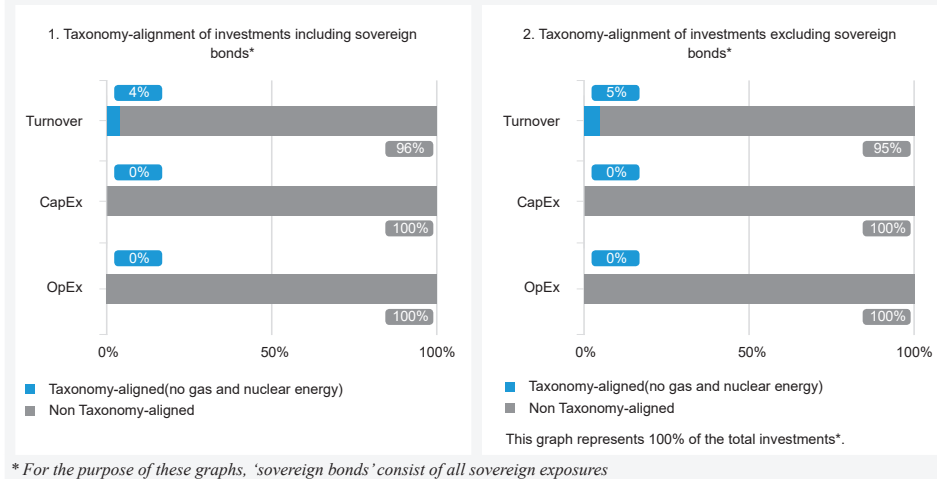 1. Taxonomy-alignment of investments including sovereign
bonds*
4%
Turnover
96%
0%
CapEx
100%
0%
OpEx
100%
0% 50% 100%
Taxonomy-aligned(no gas and nuclear energy)
Non Taxonomy-aligned
2. Taxonomy-alignment of investments excluding sovereign
bonds*
5%
Turnover
95%
0%
CapEx
100%
0%
OpEx
100%
0% 50% 100%
Taxonomy-aligned(no gas and nuclear energy)
Non Taxonomy-aligned
This graph represents 100% of the total investments*.
* For the purpose of these graphs, ‘sovereign bonds’ consist of all sovereign exposures